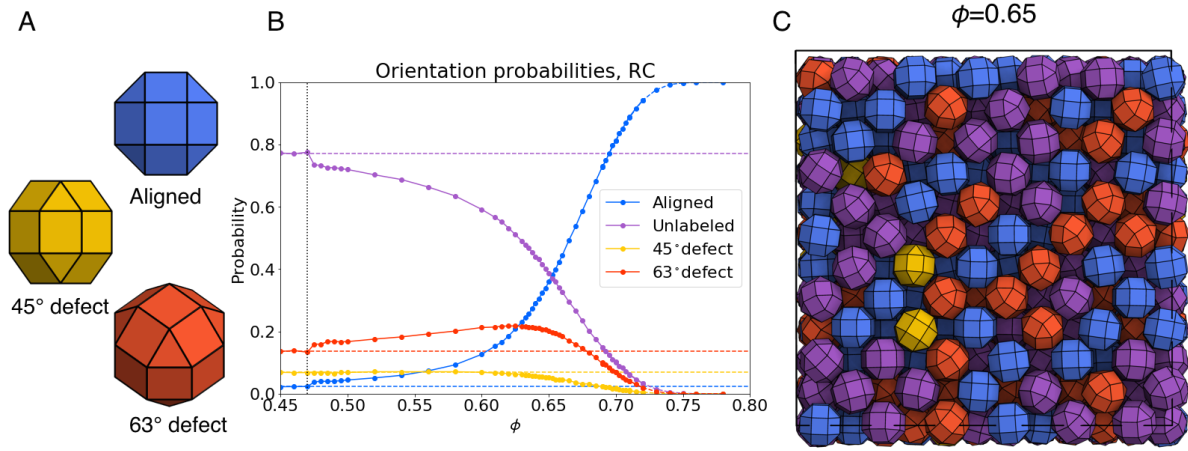 A
Aligned
45° defect
63° defect
B
Orientation probabilities, RC
Probability
1.0
0.8
0.6
0.4
0.2
0.0
0.45
0.50
0.55
0.60
0.65
0.70
0.75
0.80
ϕ
Aligned
Unlabeled
45°defect
63°defect
C
ϕ=0.65